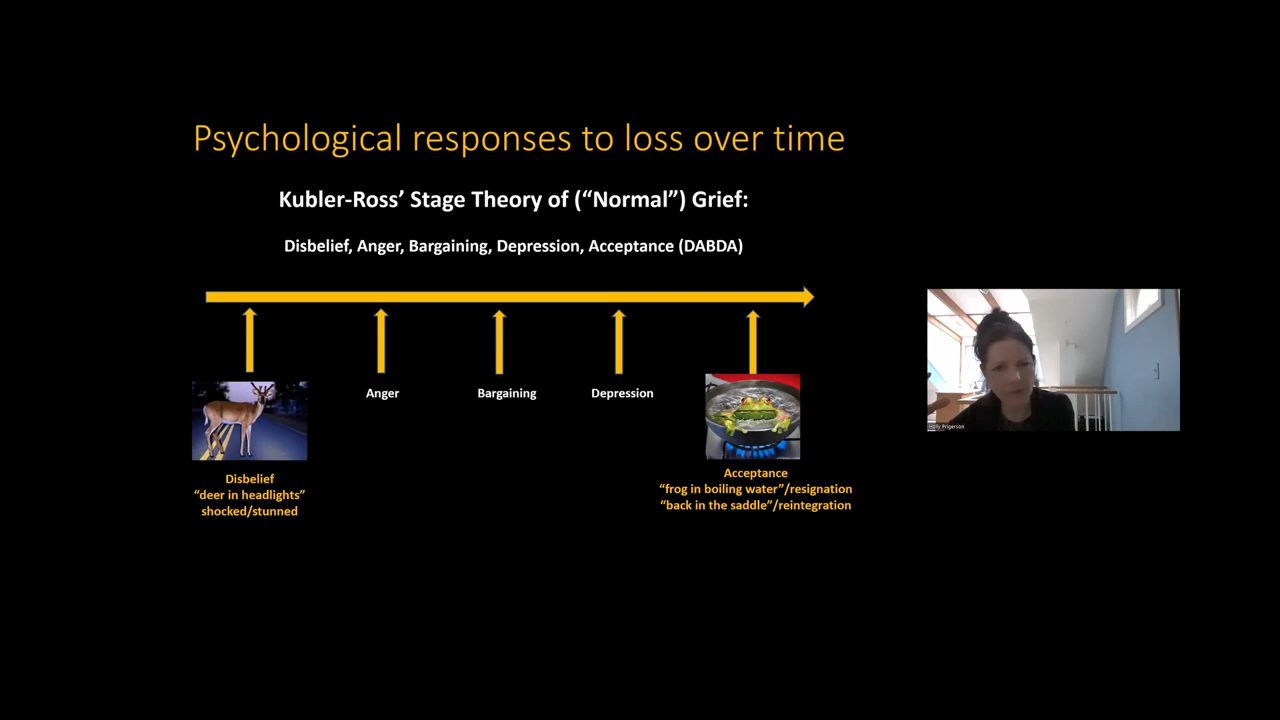 Psychological responses to loss over time
Kubler-Ross’ Stage Theory of (“Normal”) Grief:
Disbelief, Anger, Bargaining, Depression, Acceptance (DABDA)
Anger
Bargaining
Depression
Disbelief
“deer in headlights”
shocked/stunned
Acceptance
“frog in boiling water”/resignation
“back in the saddle”/reintegration
Holly Prigerson